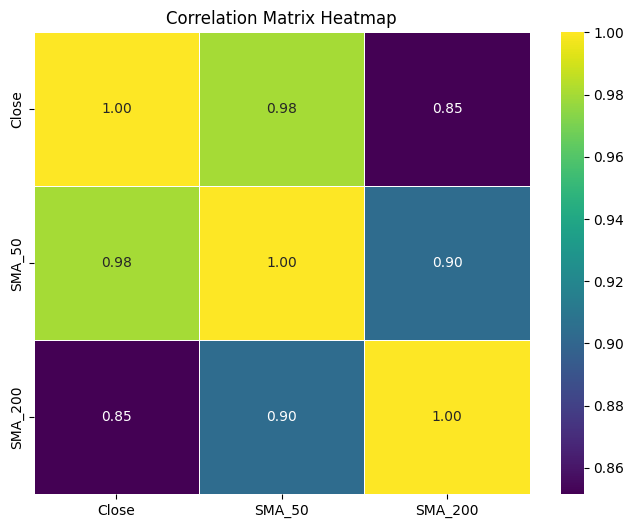 Correlation Matrix Heatmap
Close
1.00 0.98 0.85
SMA_50
0.98 1.00 0.90
SMA_200
0.85 0.90 1.00
Close SMA_50 SMA_200
1.00
0.98
0.96
0.94
0.92
0.90
0.88
0.86